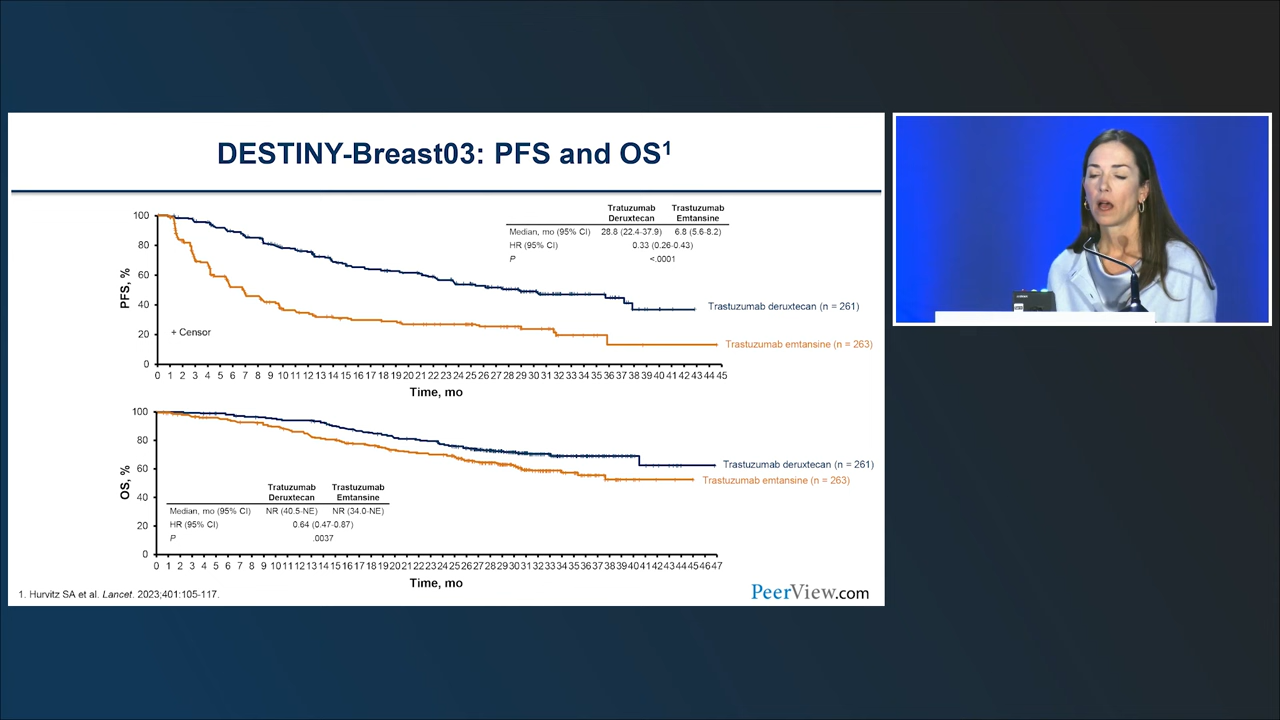 DESTINY-Breast03: PFS and OS1
Tratuzumab Deruxtecan
Trastuzumab Emtansine
Median, mo (95% CI) 28.8 (22.4-37.9) 6.8 (5.6-8.2)
HR (95% CI) 0.33 (0.26-0.43)
P <.0001
PFS, %
100
80
60
40
20
0
+ Censor
Trastuzumab deruxtecan (n = 261)
Trastuzumab emtansine (n = 263)
0 1 2 3 4 5 6 7 8 9 10 11 12 13 14 15 16 17 18 19 20 21 22 23 24 25 26 27 28 29 30 31 32 33 34 35 36 37 38 39 40 41 42 43 44 45
Time, mo
OS, %
100
80
60
40
20
0
Trastuzumab deruxtecan (n = 261)
Trastuzumab emtansine (n = 263)
Tratuzumab Deruxtecan
Trastuzumab Emtansine
Median, mo (95% CI) NR (40.5-NE) NR (34.0-NE)
HR (95% CI) 0.64 (0.47-0.87)
P .0037
0 1 2 3 4 5 6 7 8 9 10 11 12 13 14 15 16 17 18 19 20 21 22 23 24 25 26 27 28 29 30 31 32 33 34 35 36 37 38 39 40 41 42 43 44 45 46 47
Time, mo
1. Hurvitz SA et al. Lancet. 2023;401:105-117.
PeerView.com